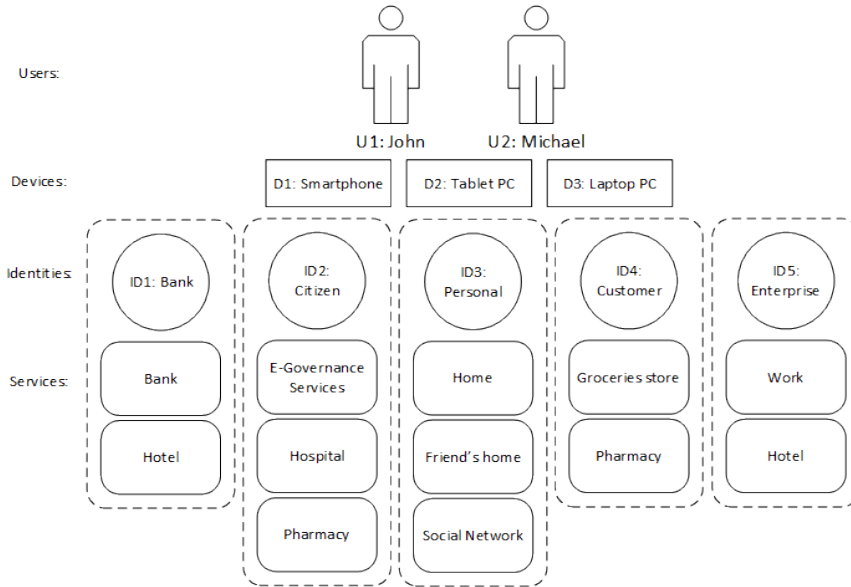 Users:
U1: John
U2: Michael
Devices:
D1: Smartphone
D2: Tablet PC
D3: Laptop PC
Identities:
ID1: Bank
ID2:
Citizen
ID3:
Personal
ID4:
Customer
ID5:
Enterprise
Services:
Bank
E-Governance
Services
Home
Groceries store
Work
Hotel
Hospital
Friend's home
Pharmacy
Hotel
Pharmacy
Social Network